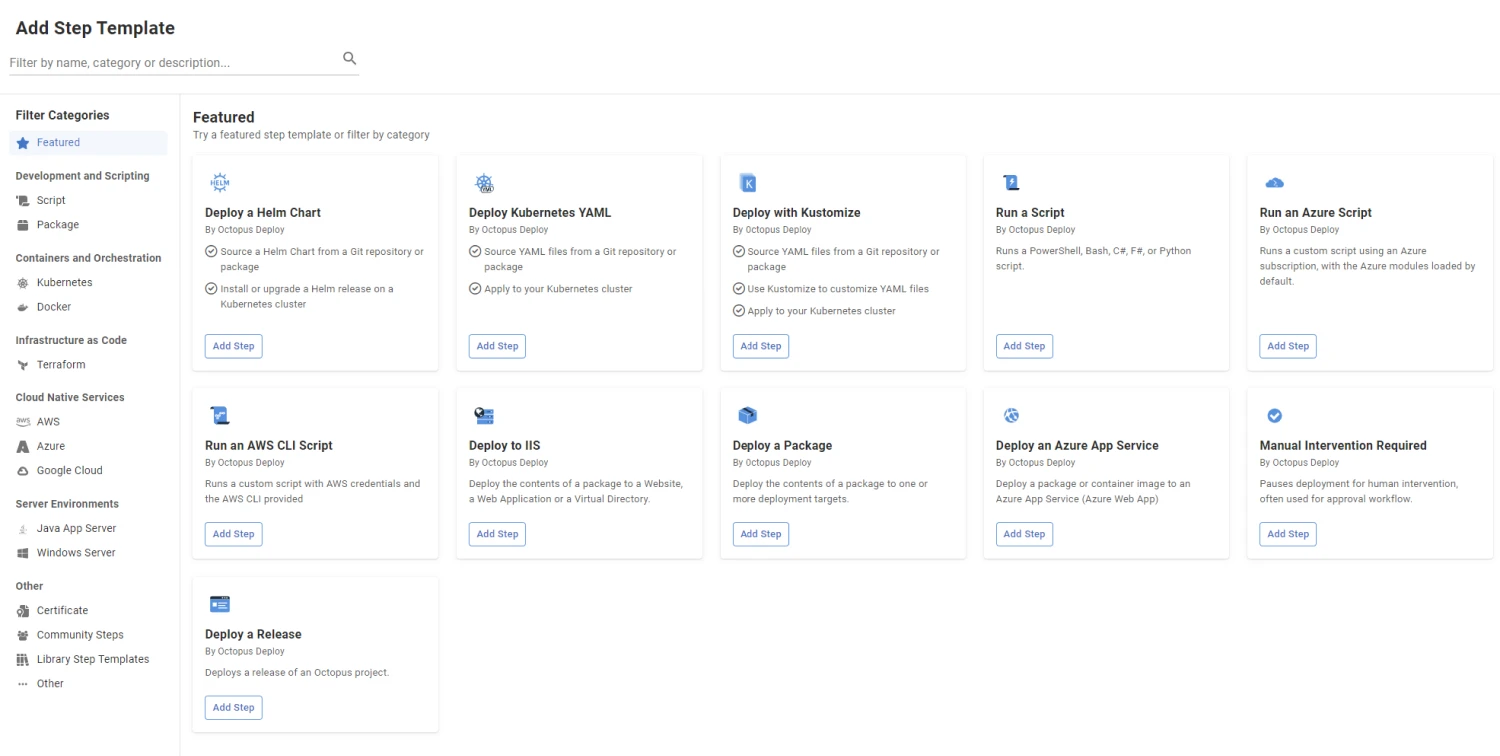 Add Step Template
Filter by name, category or description...
Filter Categories
Featured
Development and Scripting
Script
Package
Containers and Orchestration
Kubernetes
Docker
Infrastructure as Code
Terraform
Cloud Native Services
aws AWS
Azure
Google Cloud
Server Environments
Java App Server
Windows Server
Other
Certificate
Community Steps
Library Step Templates
Other
Featured
Try a featured step template or filter by category
HELM
Deploy a Helm Chart
By Octopus Deploy
Source a Helm Chart from a Git repository or
package
Install or upgrade a Helm release on a
Kubernetes cluster
Add Step
Deploy Kubernetes YAML
By Octopus Deploy
Source YAML files from a Git repository or
package
Apply to your Kubernetes cluster
Add Step
K
Deploy with Kustomize
By Octopus Deploy
Source YAML files from a Git repository or
package
Use Kustomize to customize YAML files
Apply to your Kubernetes cluster
Add Step
Run a Script
By Octopus Deploy
Runs a PowerShell, Bash, C#, F#, or Python
script.
Add Step
Run an Azure Script
By Octopus Deploy
Runs a custom script using an Azure
subscription, with the Azure modules loaded by
default.
Add Step
Run an AWS CLI Script
By Octopus Deploy
Runs a custom script with AWS credentials and
the AWS CLI provided
Add Step
Deploy to IIS
By Octopus Deploy
Deploy the contents of a package to a Website,
a Web Application or a Virtual Directory.
Add Step
Deploy a Package
By Octopus Deploy
Deploy the contents of a package to one or
more deployment targets.
Add Step
Deploy an Azure App Service
By Octopus Deploy
Deploy a package or container image to an
Azure App Service (Azure Web App)
Add Step
Manual Intervention Required
By Octopus Deploy
Pauses deployment for human intervention,
often used for approval workflow.
Add Step
Deploy a Release
By Octopus Deploy
Deploys a release of an Octopus project.
Add Step